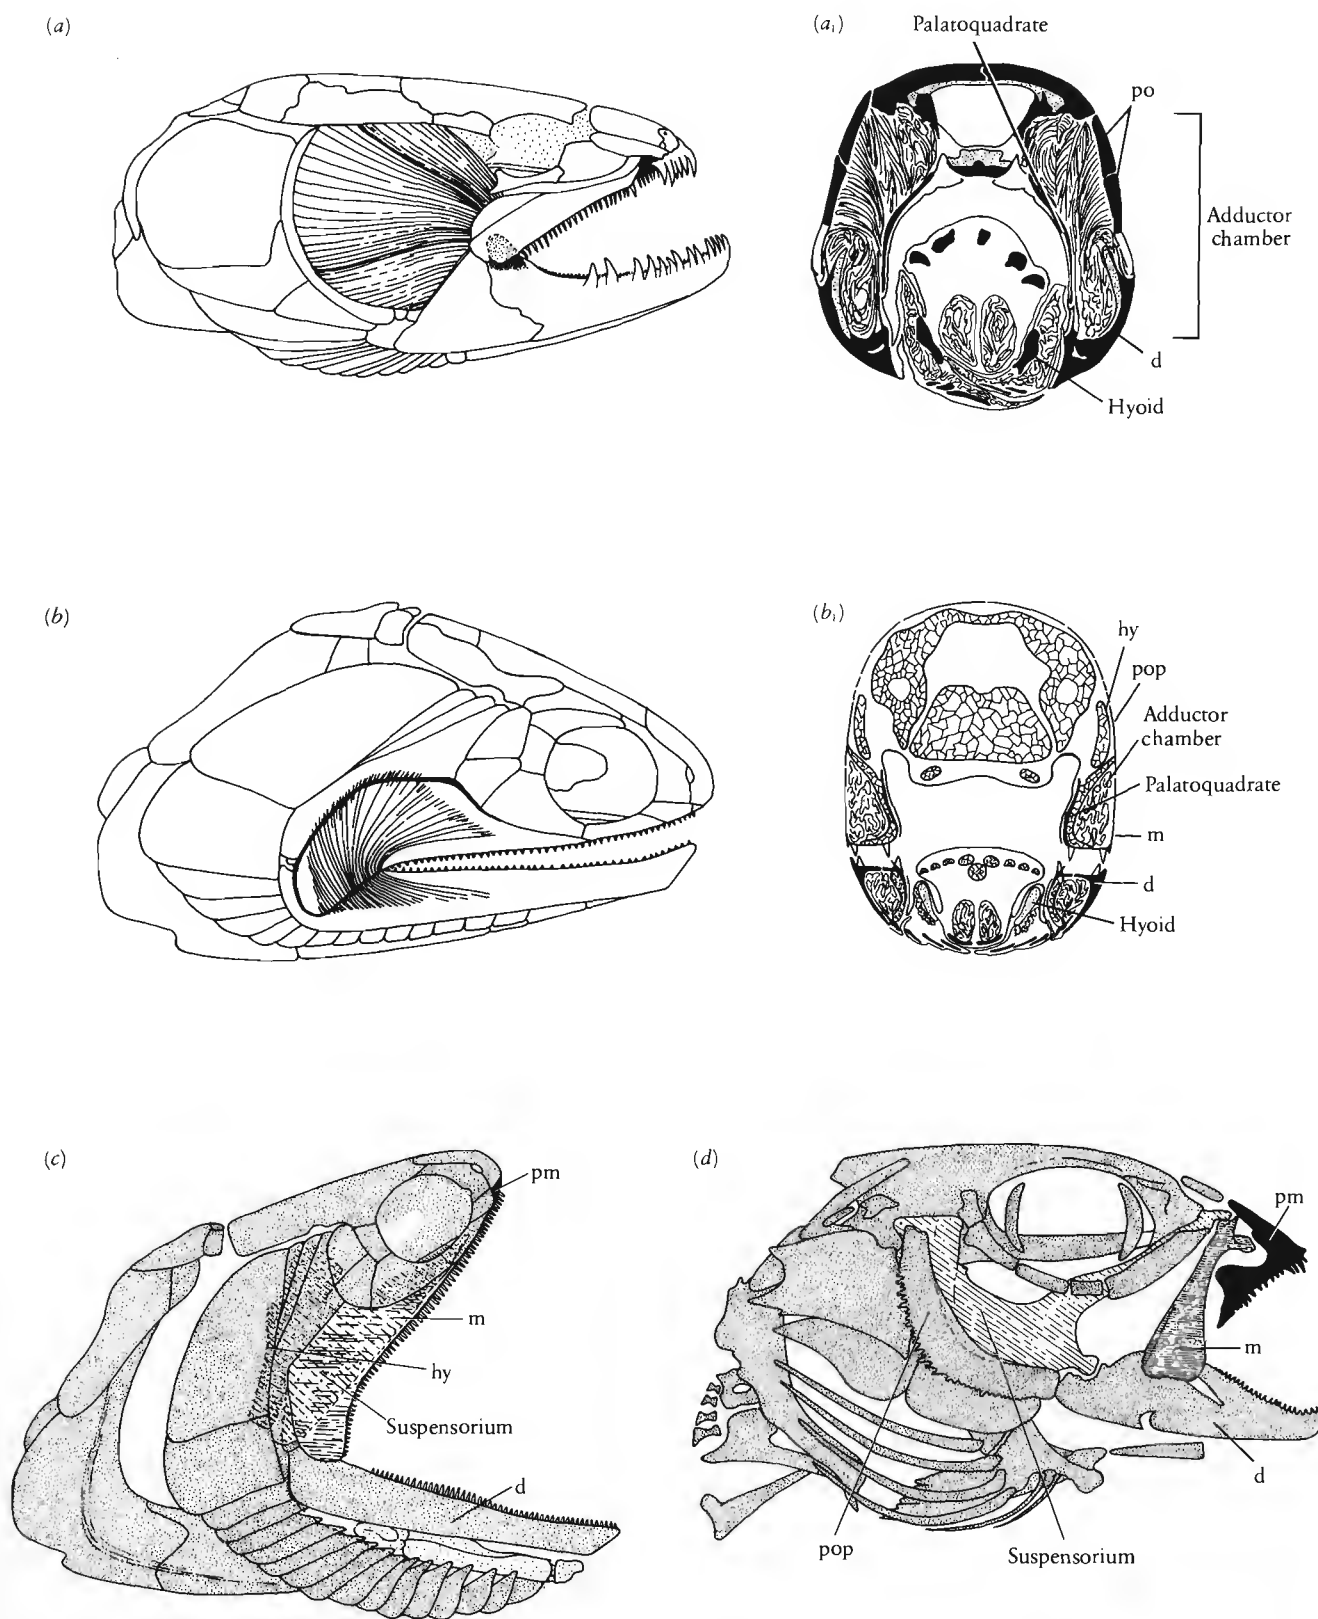 (a)
(a₁)
Palatoquadrate
po
Adductor
chamber
d
Hyoid
(b)
(b₁)
hy
pop
Adductor
chamber
Palatoquadrate
m
d
Hyoid
(c)
pm
m
hy
Suspensorium
d
(d)
pm
m
d
pop
Suspensorium